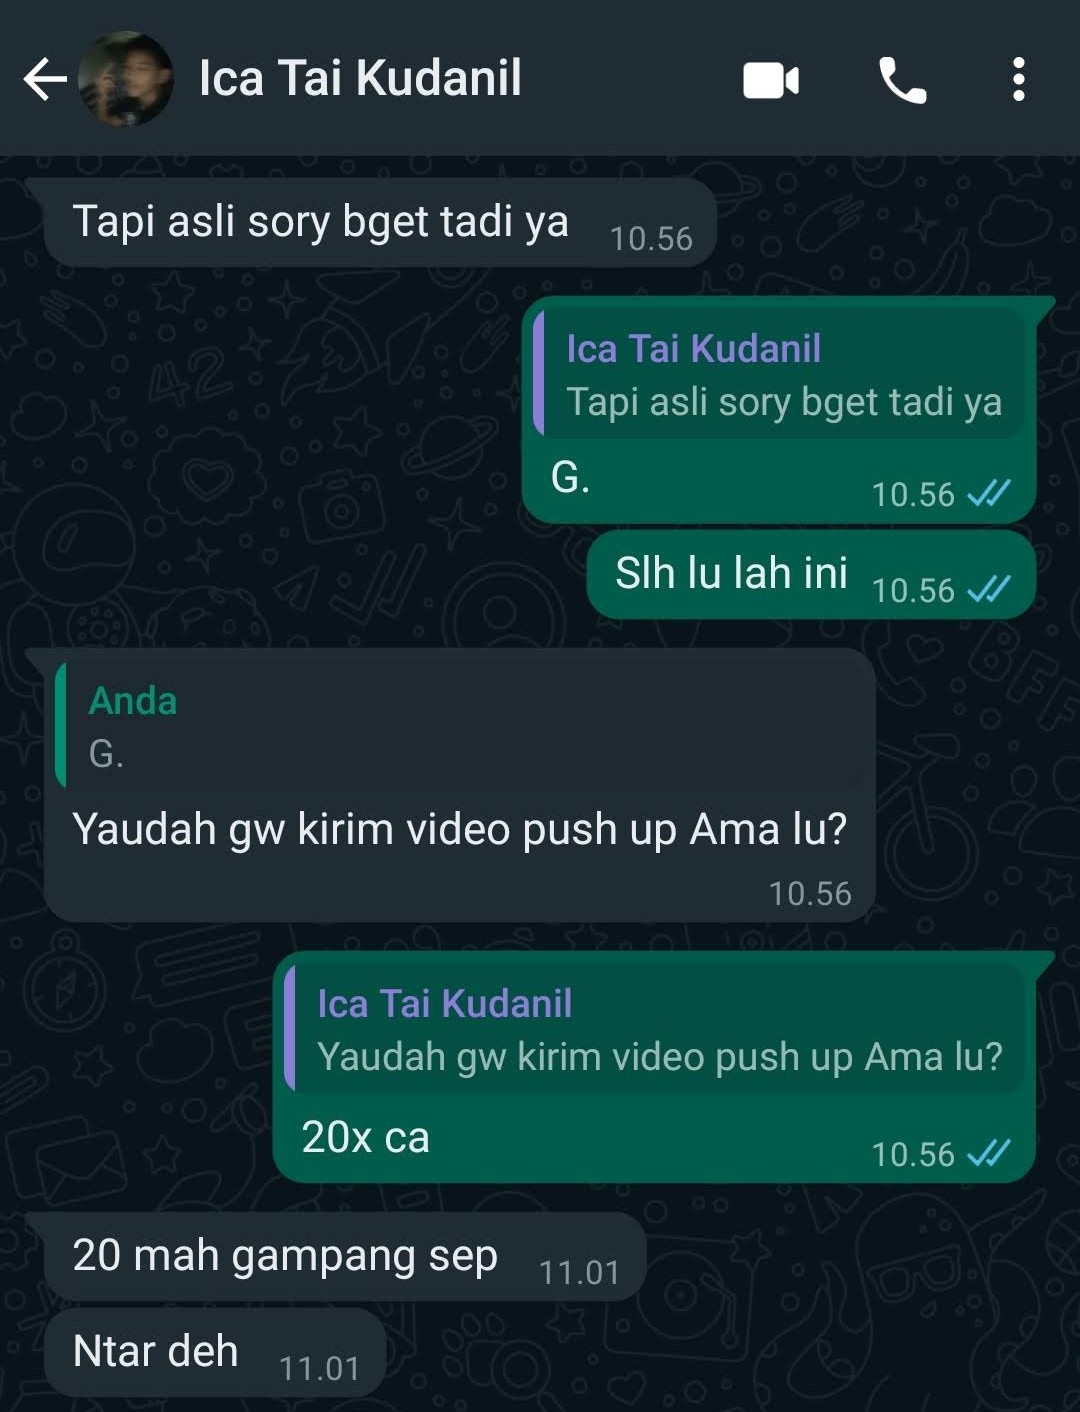 Ica Tai Kudanil
Tapi asli sory bget tadi ya 10.56
Ica Tai Kudanil
Tapi asli sory bget tadi ya
G. 10.56
Slh lu lah ini 10.56
Anda
G.
Yaudah gw kirim video push up Ama lu?
10.56
Ica Tai Kudanil
Yaudah gw kirim video push up Ama lu?
20x ca 10.56
20 mah gampang sep 11.01
Ntar deh 11.01